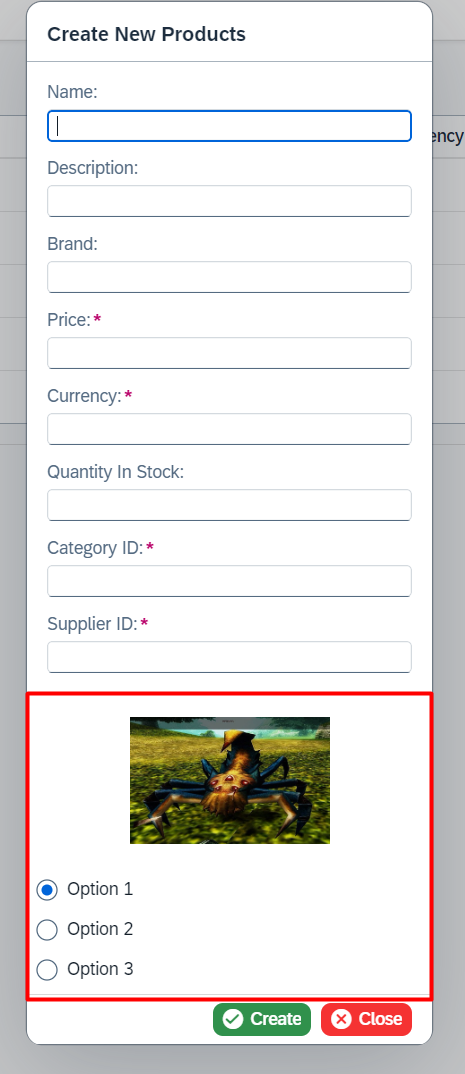 Create New Products
Name:
ency
Description:
Brand:
Price:*
Currency:*
Quantity In Stock:
Category ID:*
Supplier ID:*
Option 1
Option 2
Option 3
Create
Close